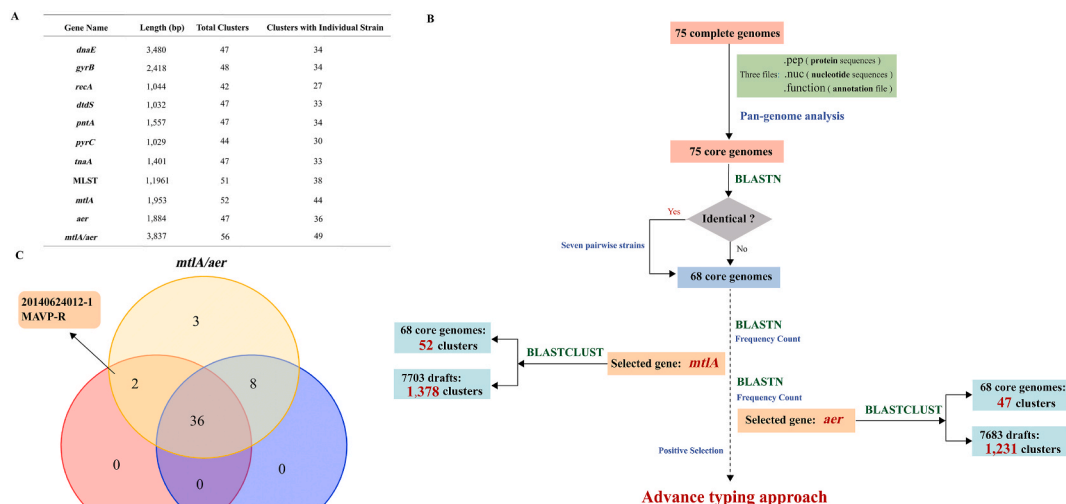 A
Gene Name Length (bp) Total Clusters Clusters with Individual Strain
dnaE 3,480 47 34
gyrB 2,418 48 34
recA 1,044 42 27
dtdS 1,032 47 33
pntA 1,557 47 34
pyrC 1,029 44 30
tnaA 1,401 47 33
MLST 1,1961 51 38
mtlA 1,953 52 44
aer 1,884 47 36
mtlA/aer 3,837 56 49
B
75 complete genomes
.pep ( protein sequences )
Three files: .nuc ( nucleotide sequences )
.function ( annotation file )
Pan-genome analysis
75 core genomes
BLASTN
Identical ?
Yes
No
Seven pairwise strains
68 core genomes
BLASTN
Frequency Count
Selected gene: mtlA
BLASTCLUST
68 core genomes:
52 clusters
7703 drafts:
1,378 clusters
BLASTN
Frequency Count
Selected gene: aer
BLASTCLUST
68 core genomes:
47 clusters
7683 drafts:
1,231 clusters
Positive Selection
Advance typing approach
C
mtlA/aer
20140624012-1
MAVP-R
3
2
8
36
0
0
0